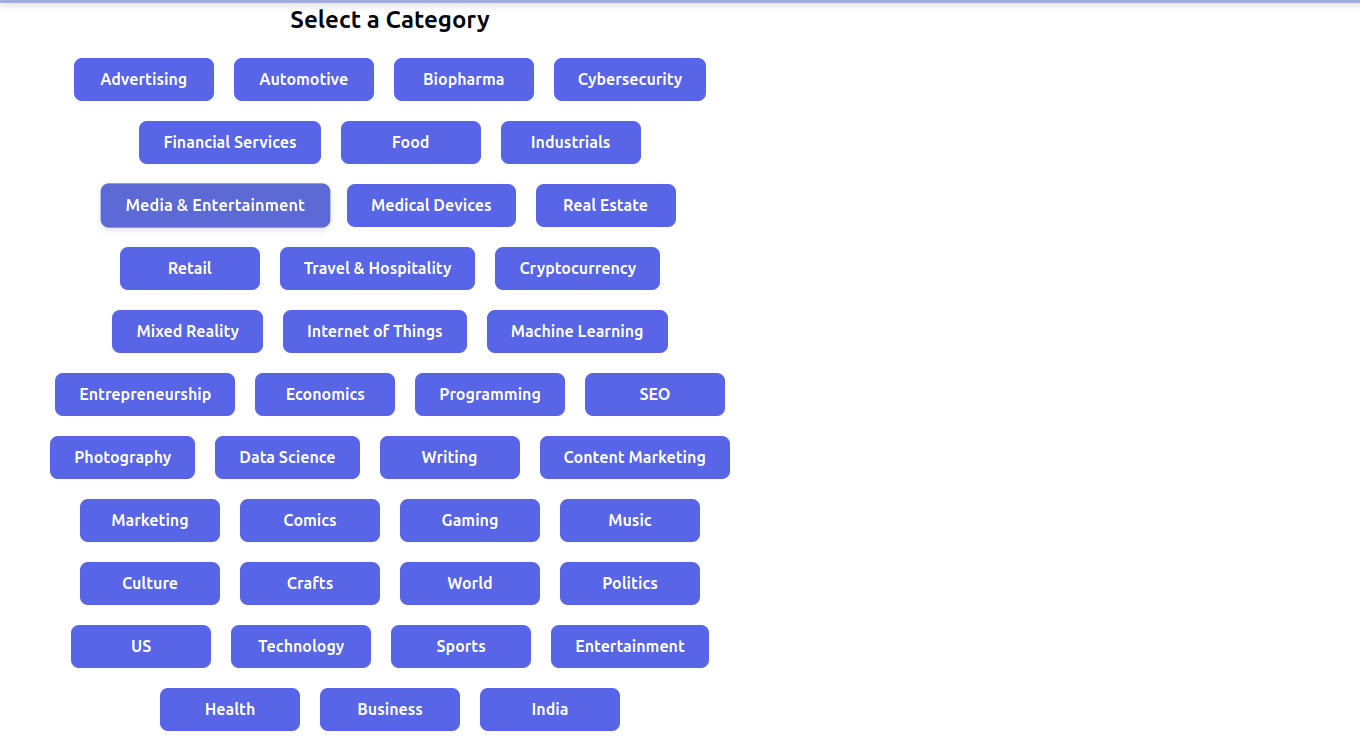 Select a Category
Advertising Automotive Biopharma Cybersecurity
Financial Services Food Industrials
Media & Entertainment Medical Devices Real Estate
Retail Travel & Hospitality Cryptocurrency
Mixed Reality Internet of Things Machine Learning
Entrepreneurship Economics Programming SEO
Photography Data Science Writing Content Marketing
Marketing Comics Gaming Music
Culture Crafts World Politics
US Technology Sports Entertainment
Health Business India